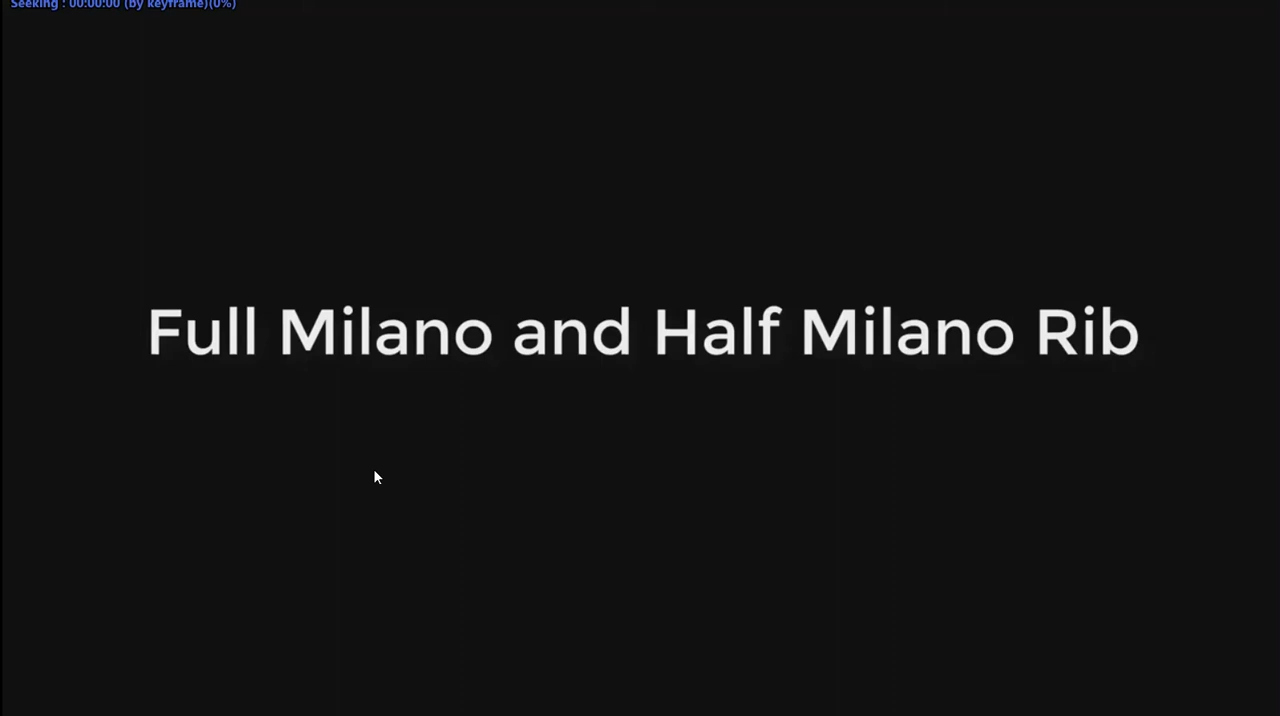 Seeking : 00:00:00 (by keyframe)(0%)
Full Milano and Half Milano Rib